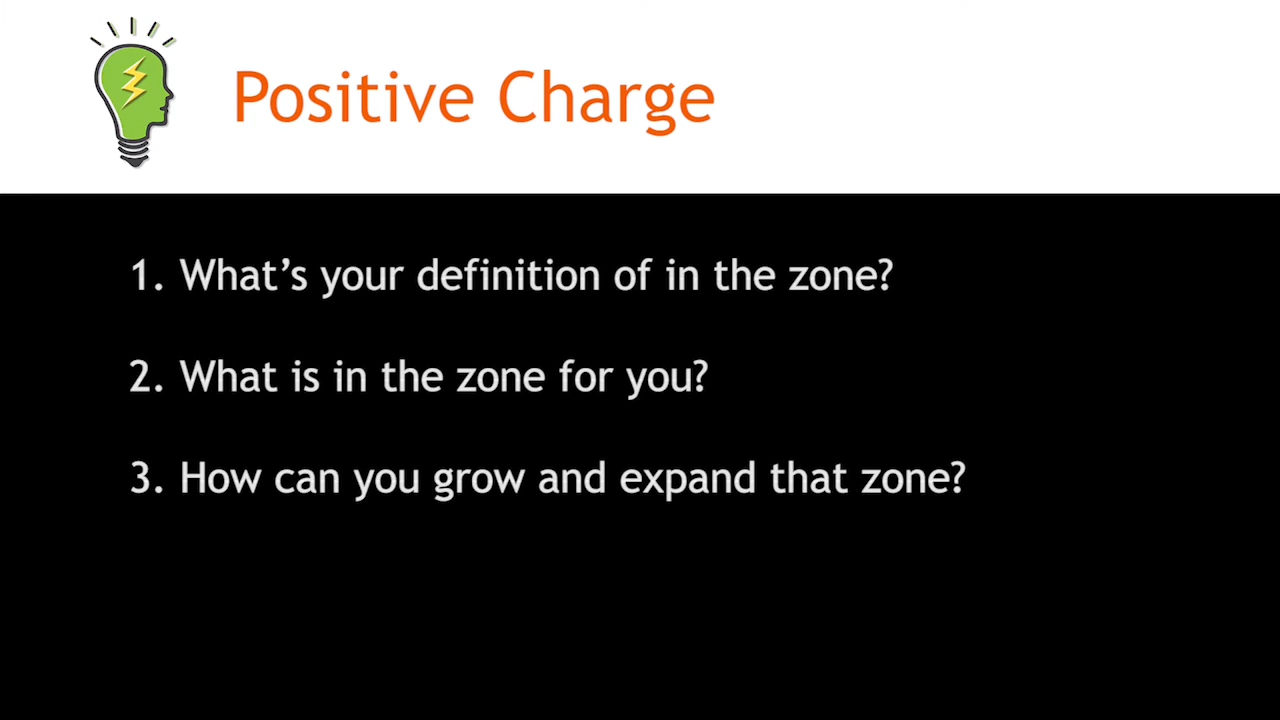 Positive Charge
1. What’s your definition of in the zone?
2. What is in the zone for you?
3. How can you grow and expand that zone?